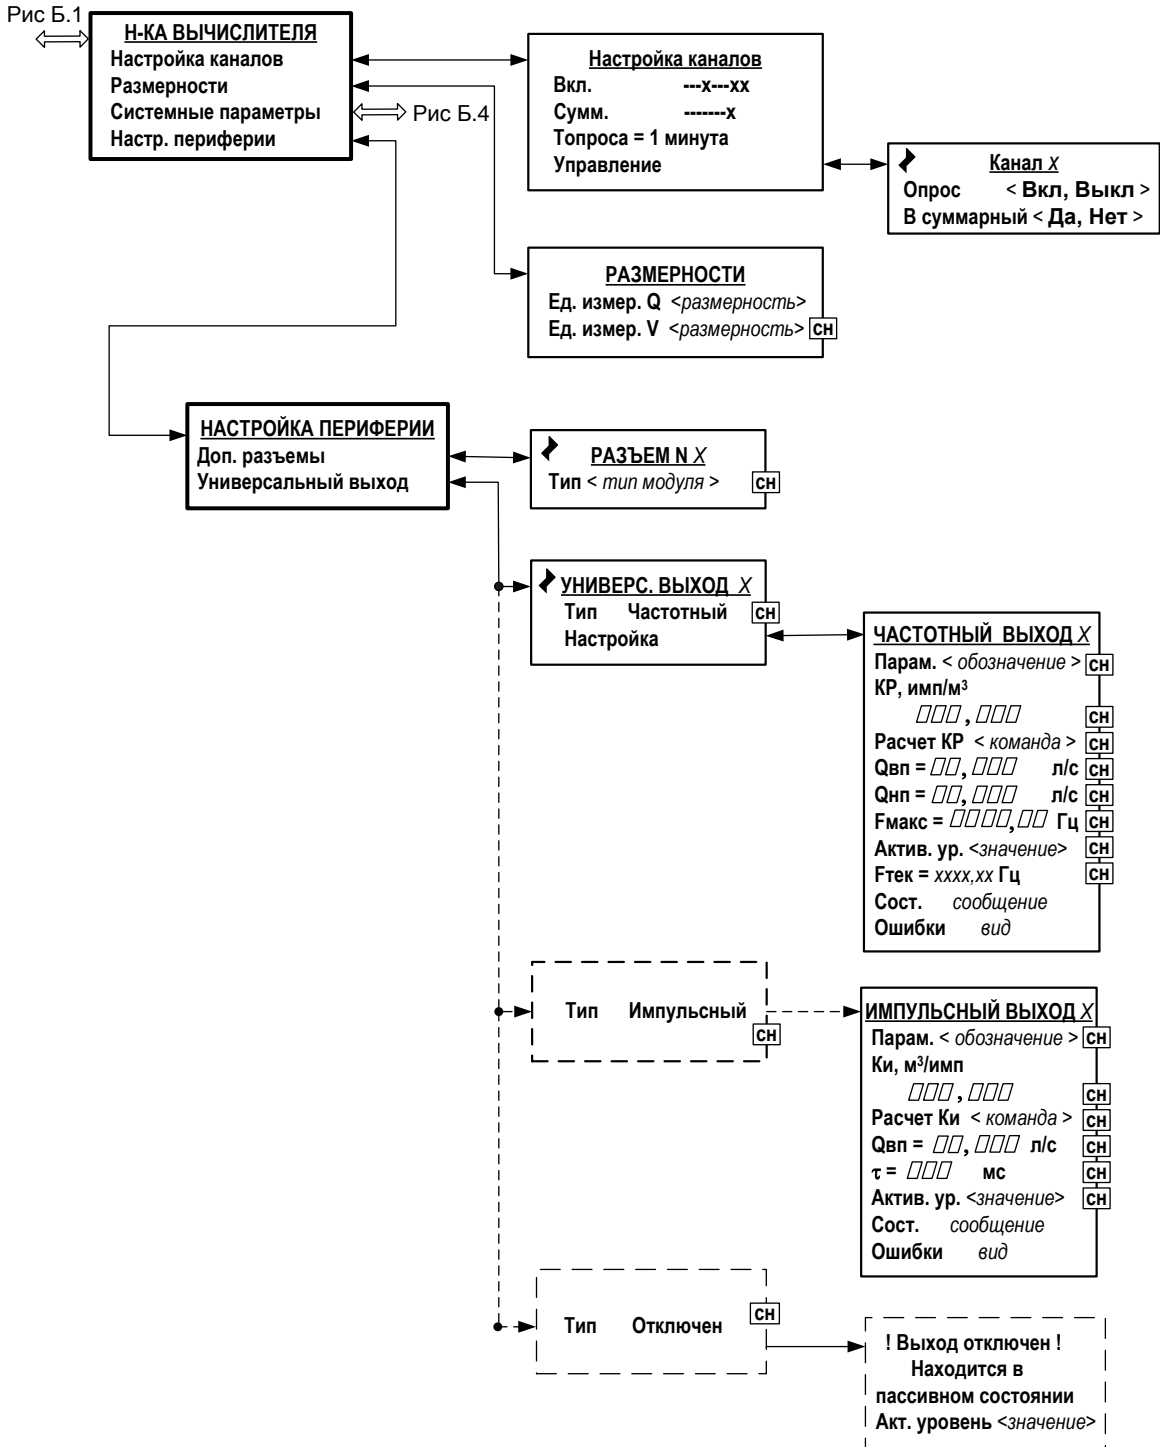 Рис Б.1
Н-КА ВЫЧИСЛИТЕЛЯ
Настройка каналов
Размерности
Системные параметры
Настр. периферии
Рис Б.4
Настройка каналов
Вкл. ---х---хх
Сумм. -------х
Топроса = 1 минута
Управление
Канал X
Опрос < Вкл, Выкл >
В суммарный < Да, Нет >
РАЗМЕРНОСТИ
Ед. измер. Q <размерность>
Ед. измер. V <размерность> СН
НАСТРОЙКА ПЕРИФЕРИИ
Доп. разъемы
Универсальный выход
РАЗЪЕМ N X
Тип < тип модуля > СН
УНИВЕРС. ВЫХОД X
Тип Частотный СН
Настройка
ЧАСТОТНЫЙ ВЫХОД X
Парам. < обозначение > СН
КР, имп/м³
, СН
Расчет КР < команда > СН
Qвп = , л/с СН
Qнп = , л/с СН
Fмакс = , Гц СН
Актив. ур. <значение> СН
Fтек = хххх,хх Гц СН
Сост. сообщение
Ошибки вид
Тип Импульсный
СН
ИМПУЛЬСНЫЙ ВЫХОД X
Парам. < обозначение > СН
Ки, м³/имп
, СН
Расчет Ки < команда > СН
Qвп = , л/с СН
τ = мс СН
Актив. ур. <значение> СН
Сост. сообщение
Ошибки вид
Тип Отключен СН
! Выход отключен !
Находится в
пассивном состоянии
Акт. уровень <значение>